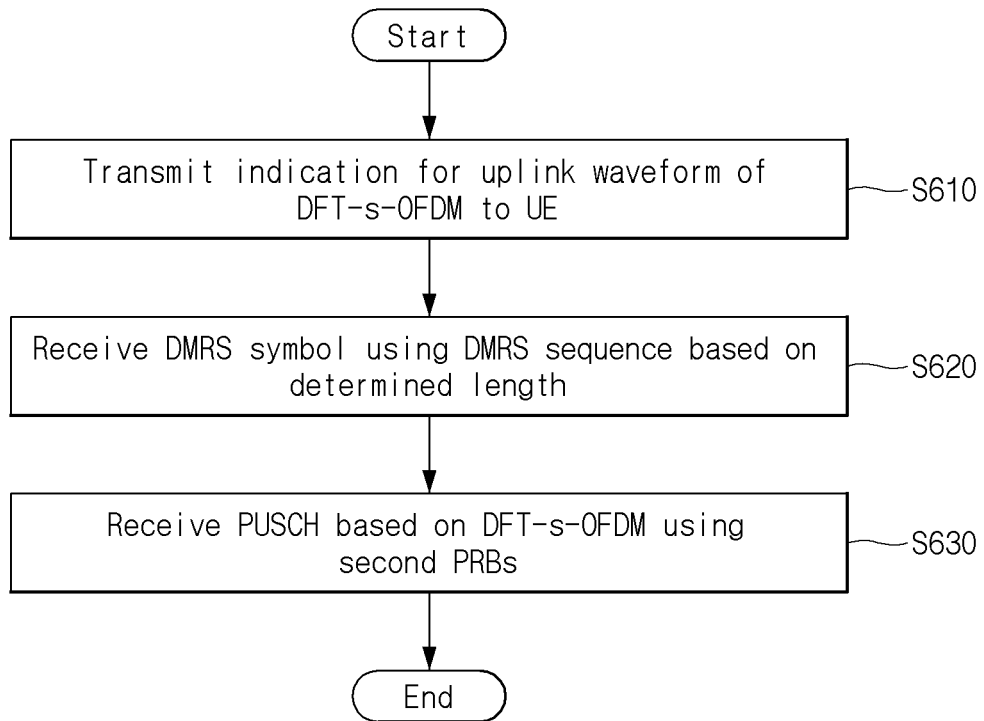 Start
Transmit indication for uplink waveform of
DFT-s-OFDM to UE
S610
Receive DMRS symbol using DMRS sequence based on
determined length
S620
Receive PUSCH based on DFT-s-OFDM using
second PRBs
S630
End